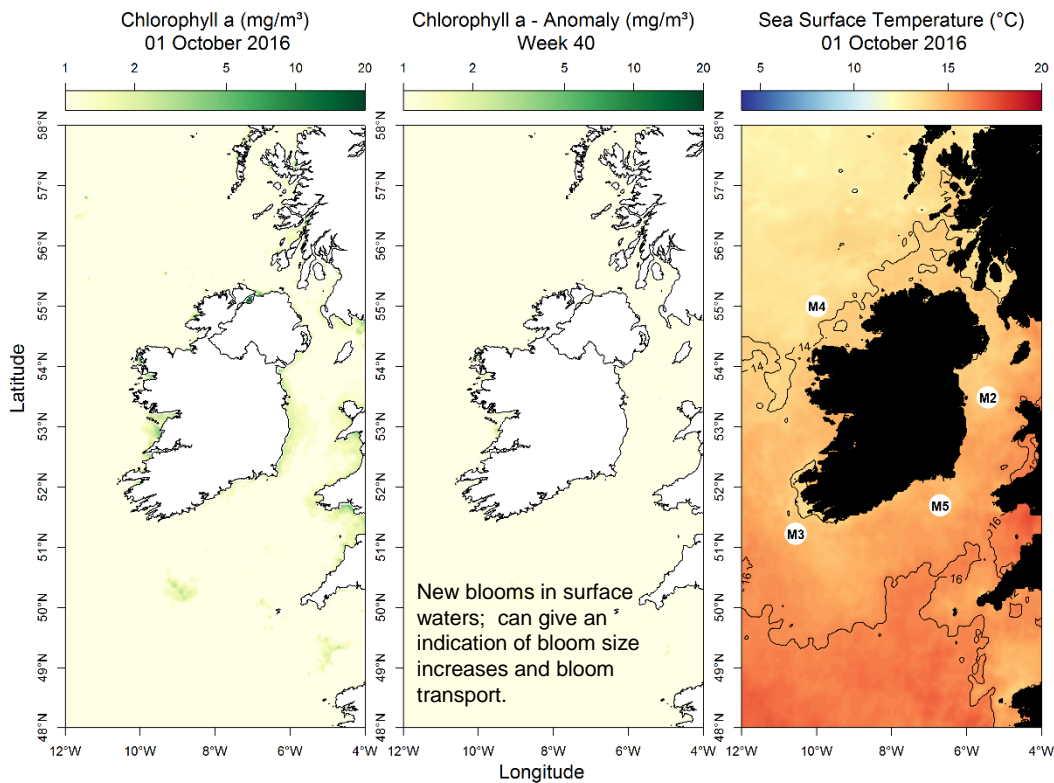 Chlorophyll a (mg/m³)
01 October 2016
1 2 5 10 20
Chlorophyll a - Anomaly (mg/m³)
Week 40
1 2 5 10 20
Sea Surface Temperature (°C)
01 October 2016
5 10 15 20
Latitude
58°N
57°N
56°N
55°N
54°N
53°N
52°N
51°N
50°N
49°N
48°N
12°W 10°W 8°W 6°W 4°W
58°N
57°N
56°N
55°N
54°N
53°N
52°N
51°N
50°N
49°N
48°N
New blooms in surface
waters;  can give an
indication of bloom size
increases and bloom
transport.
12°W 10°W 8°W 6°W 4°W
58°N
57°N
56°N
55°N
54°N
53°N
52°N
51°N
50°N
49°N
48°N
14
M4
14
14
M2
M5
M3
16
16
16
16
12°W 10°W 8°W 6°W 4°W
Longitude